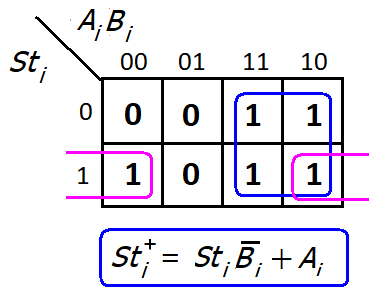 AᵢBᵢ
Stᵢ
00 01 11 10
0 0 0 1 1
1 1 0 1 1
Stᵢ⁺ = Stᵢ B̅ᵢ + Aᵢ